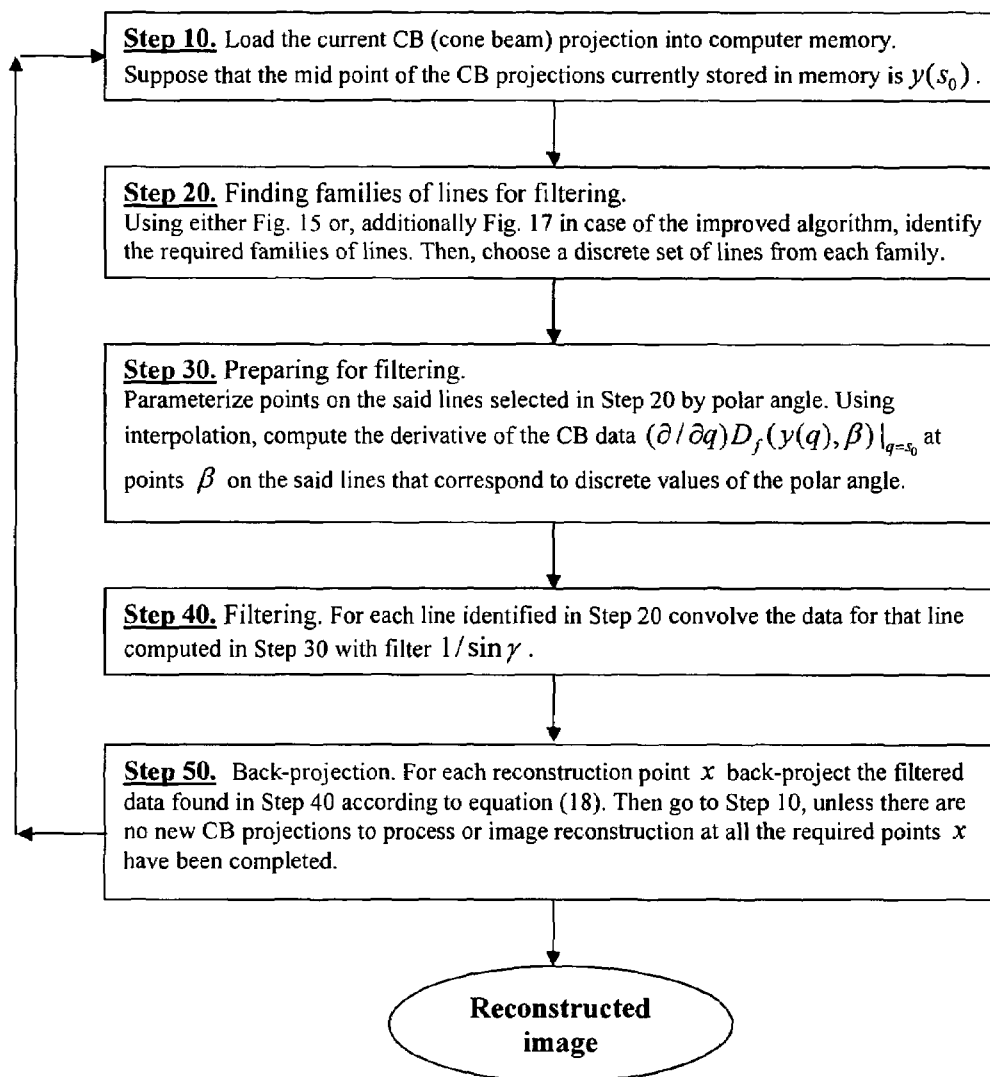 Step 10. Load the current CB (cone beam) projection into computer memory.
Suppose that the mid point of the CB projections currently stored in memory is y(s₀).
Step 20. Finding families of lines for filtering.
Using either Fig. 15 or, additionally Fig. 17 in case of the improved algorithm, identify
the required families of lines. Then, choose a discrete set of lines from each family.
Step 30. Preparing for filtering.
Parameterize points on the said lines selected in Step 20 by polar angle. Using
interpolation, compute the derivative of the CB data (∂/∂q)D_f(y(q),β)|_{q=s₀} at
points β on the said lines that correspond to discrete values of the polar angle.
Step 40. Filtering. For each line identified in Step 20 convolve the data for that line
computed in Step 30 with filter 1/sin γ.
Step 50. Back-projection. For each reconstruction point x back-project the filtered
data found in Step 40 according to equation (18). Then go to Step 10, unless there are
no new CB projections to process or image reconstruction at all the required points x
have been completed.
Reconstructed
image